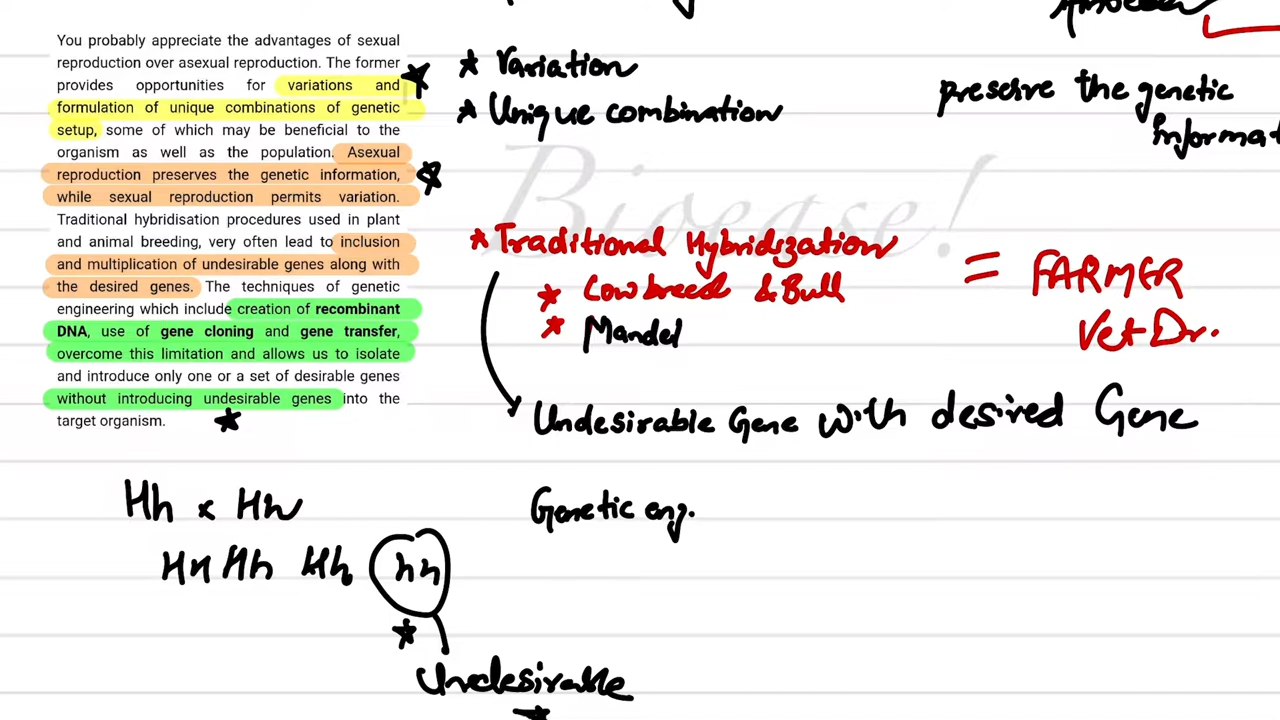 You probably appreciate the advantages of sexual
reproduction over asexual reproduction. The former
provides opportunities for variations and
formulation of unique combinations of genetic
setup, some of which may be beneficial to the
organism as well as the population. Asexual
reproduction preserves the genetic information,
while sexual reproduction permits variation.
Traditional hybridisation procedures used in plant
and animal breeding, very often lead to inclusion
and multiplication of undesirable genes along with
the desired genes. The techniques of genetic
engineering which include creation of recombinant
DNA, use of gene cloning and gene transfer,
overcome this limitation and allows us to isolate
and introduce only one or a set of desirable genes
without introducing undesirable genes into the
target organism.
Variation
Unique combination
preserve the genetic
Informat
Bioease!
Traditional Hybridization
Cow breed & Bull
Mandel
= FARMER
Vet Dr.
Undesirable Gene with desired Gene
Genetic eng.
Hh x Hh
HH Hh Hh hh
Undesirable